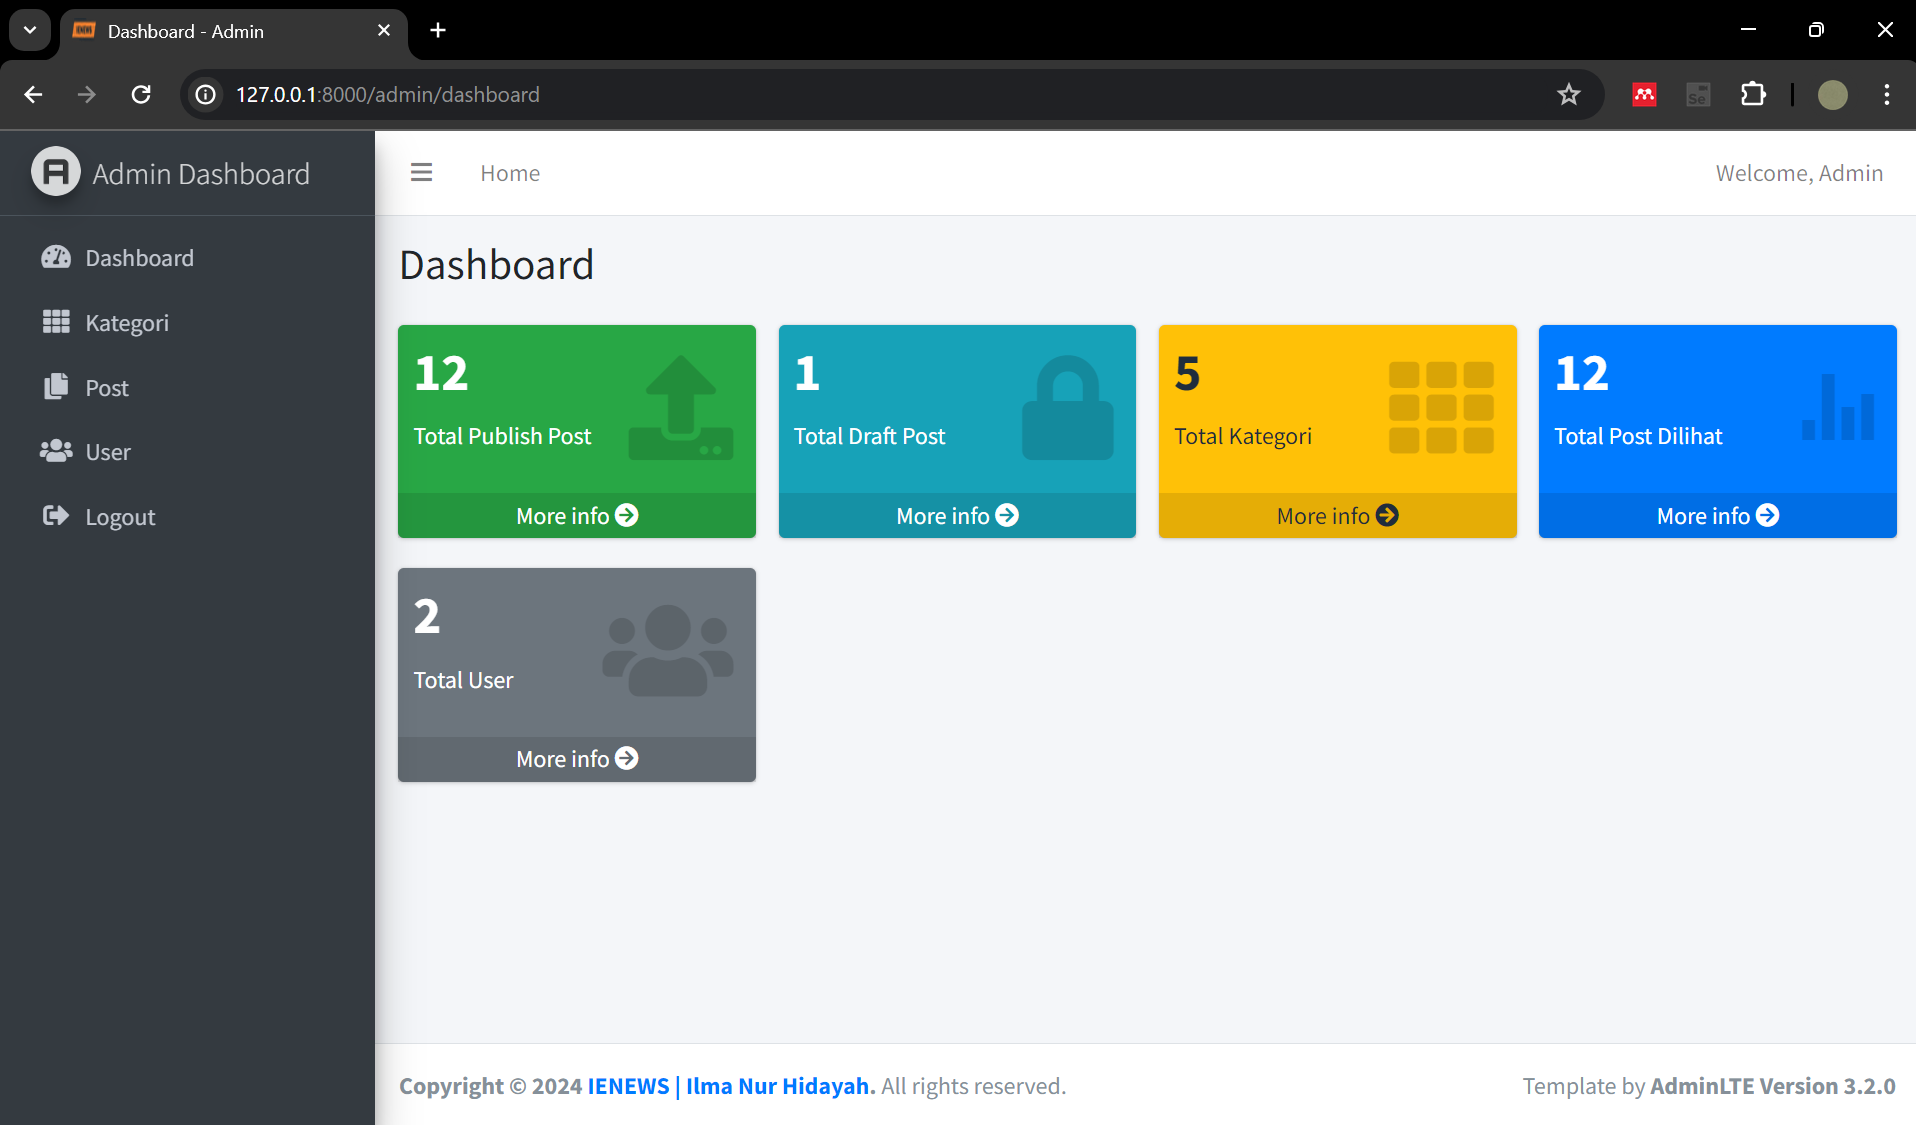 Dashboard - Admin
127.0.0.1:8000/admin/dashboard
Se
Admin Dashboard
Home
Welcome, Admin
Dashboard
Kategori
Post
User
Logout
Dashboard
12
Total Publish Post
More info
1
Total Draft Post
More info
5
Total Kategori
More info
12
Total Post Dilihat
More info
2
Total User
More info
Copyright © 2024 IENEWS | Ilma Nur Hidayah. All rights reserved.
Template by AdminLTE Version 3.2.0